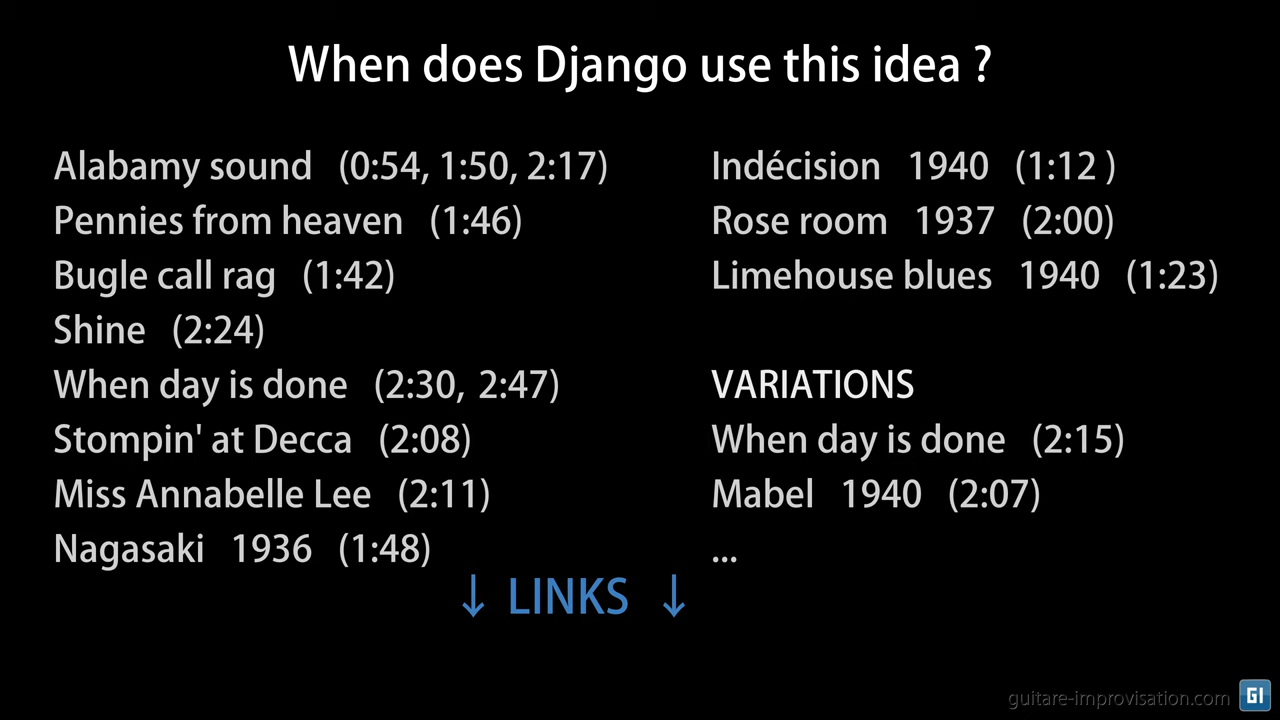 When does Django use this idea ?
Alabamy sound (0:54, 1:50, 2:17)
Pennies from heaven (1:46)
Bugle call rag (1:42)
Shine (2:24)
When day is done (2:30, 2:47)
Stompin' at Decca (2:08)
Miss Annabelle Lee (2:11)
Nagasaki 1936 (1:48)
Indécision 1940 (1:12 )
Rose room 1937 (2:00)
Limehouse blues 1940 (1:23)
VARIATIONS
When day is done (2:15)
Mabel 1940 (2:07)
...
↓ LINKS ↓
guitare-improvisation.com GI